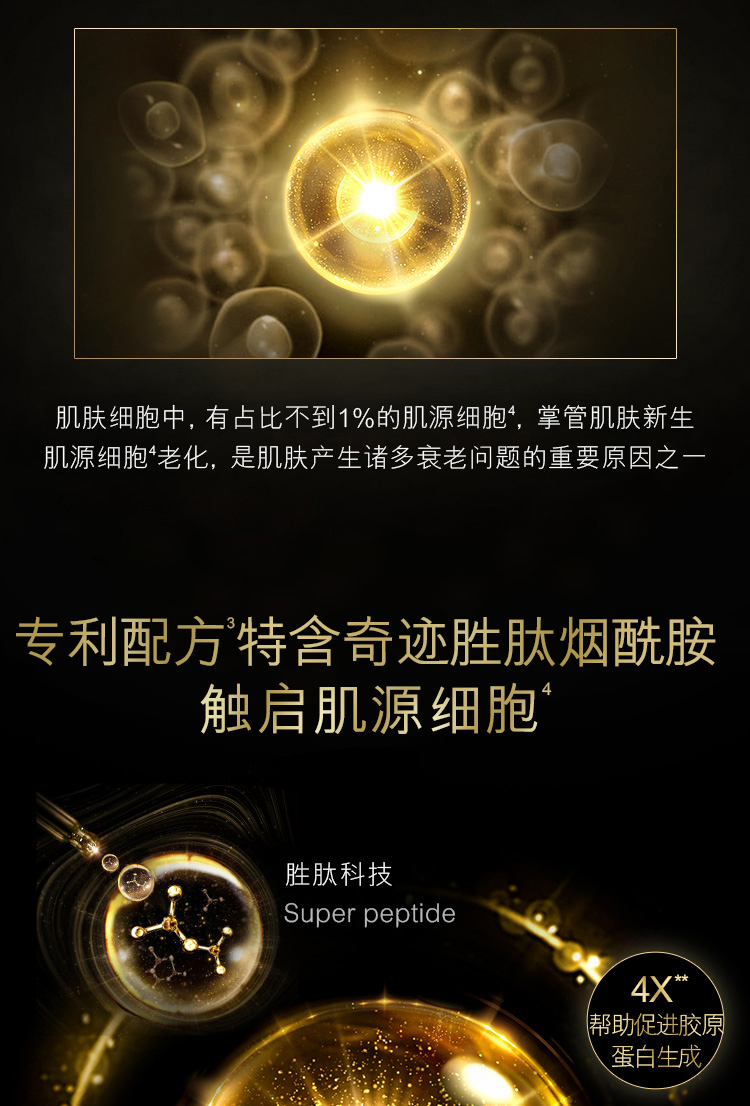 肌肤细胞中, 有占比不到1%的肌源细胞⁴, 掌管肌肤新生
肌源细胞⁴老化, 是肌肤产生诸多衰老问题的重要原因之一
专利配方³特含奇迹胜肽烟酰胺
触启肌源细胞⁴
胜肽科技
Super peptide
4X**
帮助促进胶原
蛋白生成